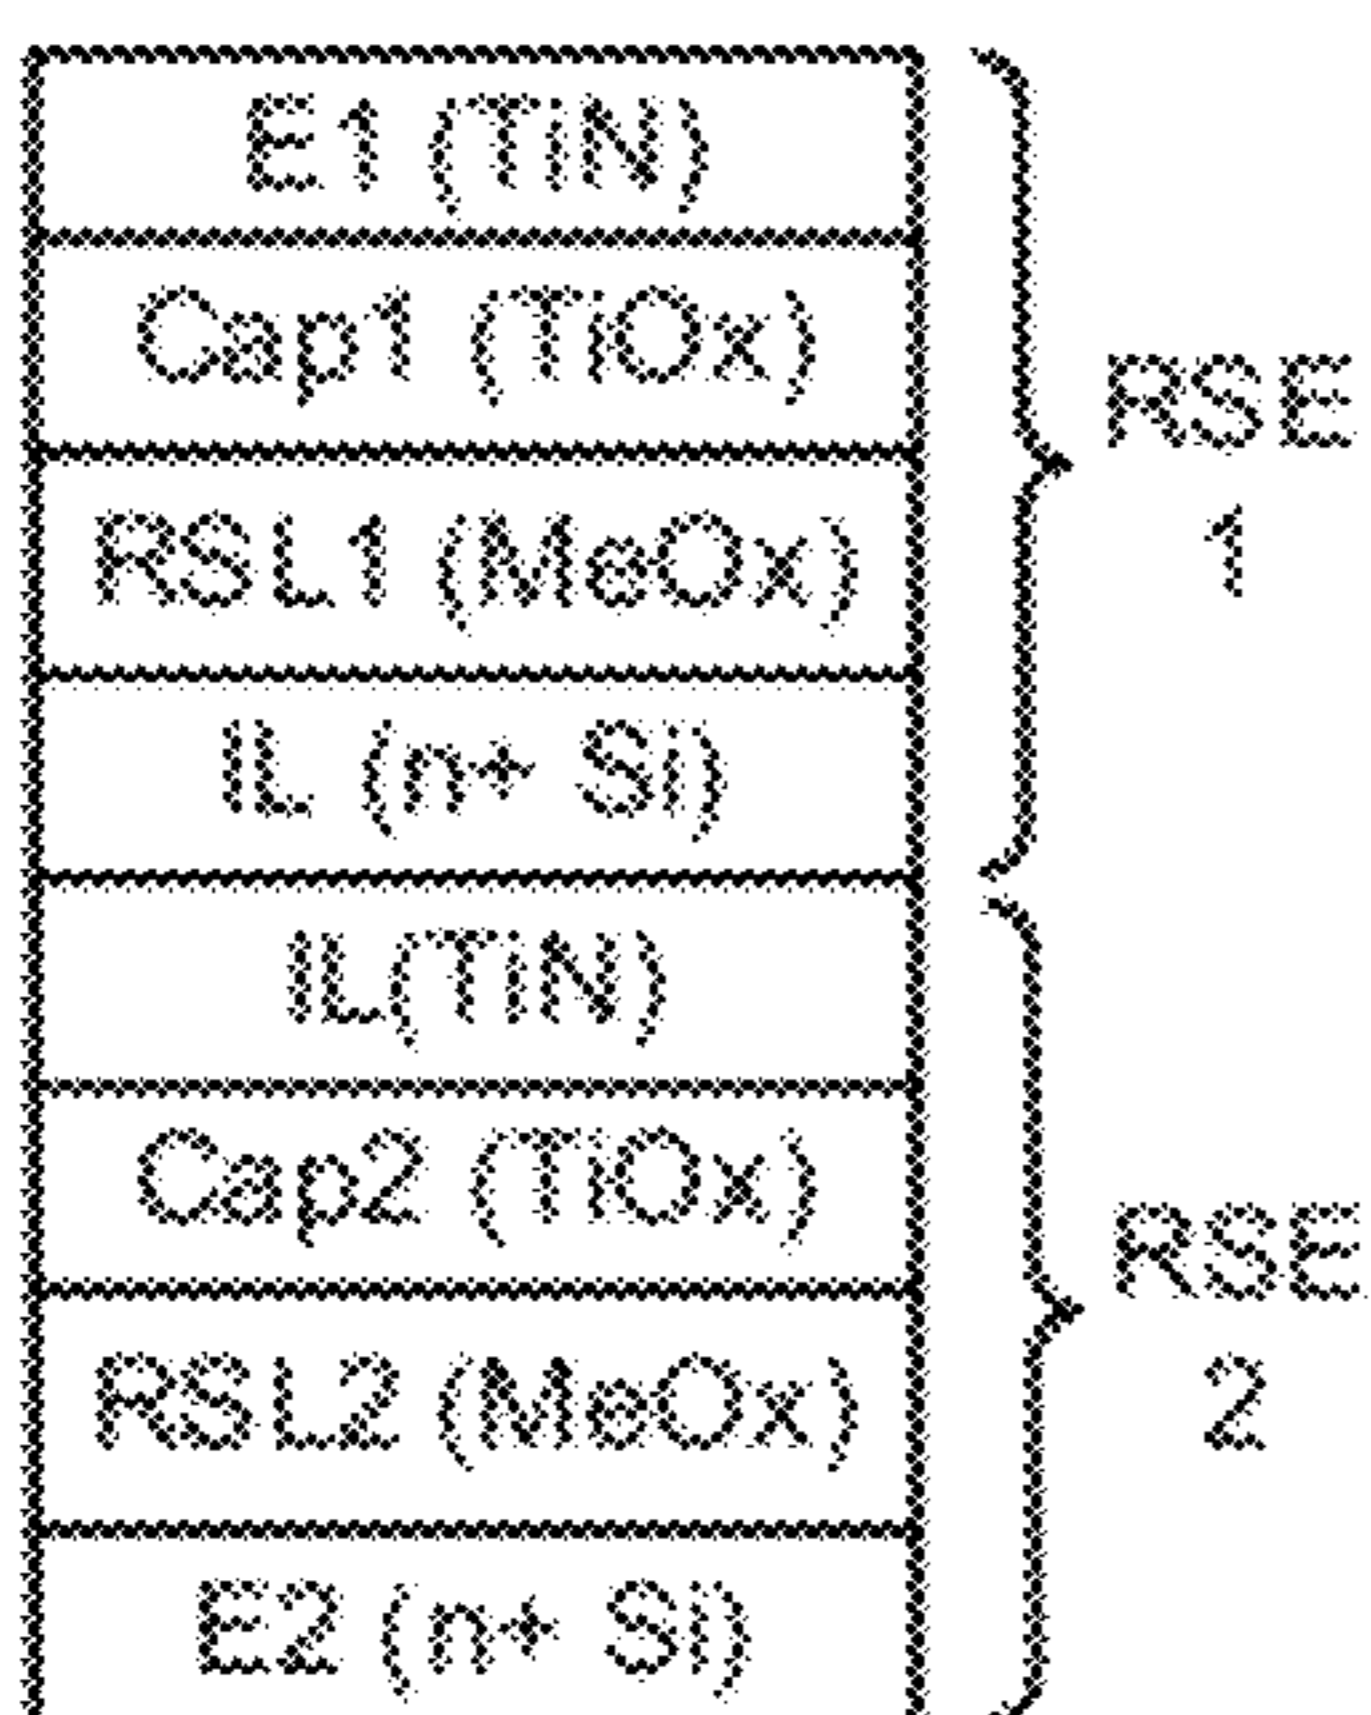 E1 (TiN)
Cap1 (TiOx)
RSL1 (MeOx)
IL (n+ Si)
RSE
1
IL(TiN)
Cap2 (TiOx)
RSL2 (MeOx)
E2 (n+ Si)
RSE
2